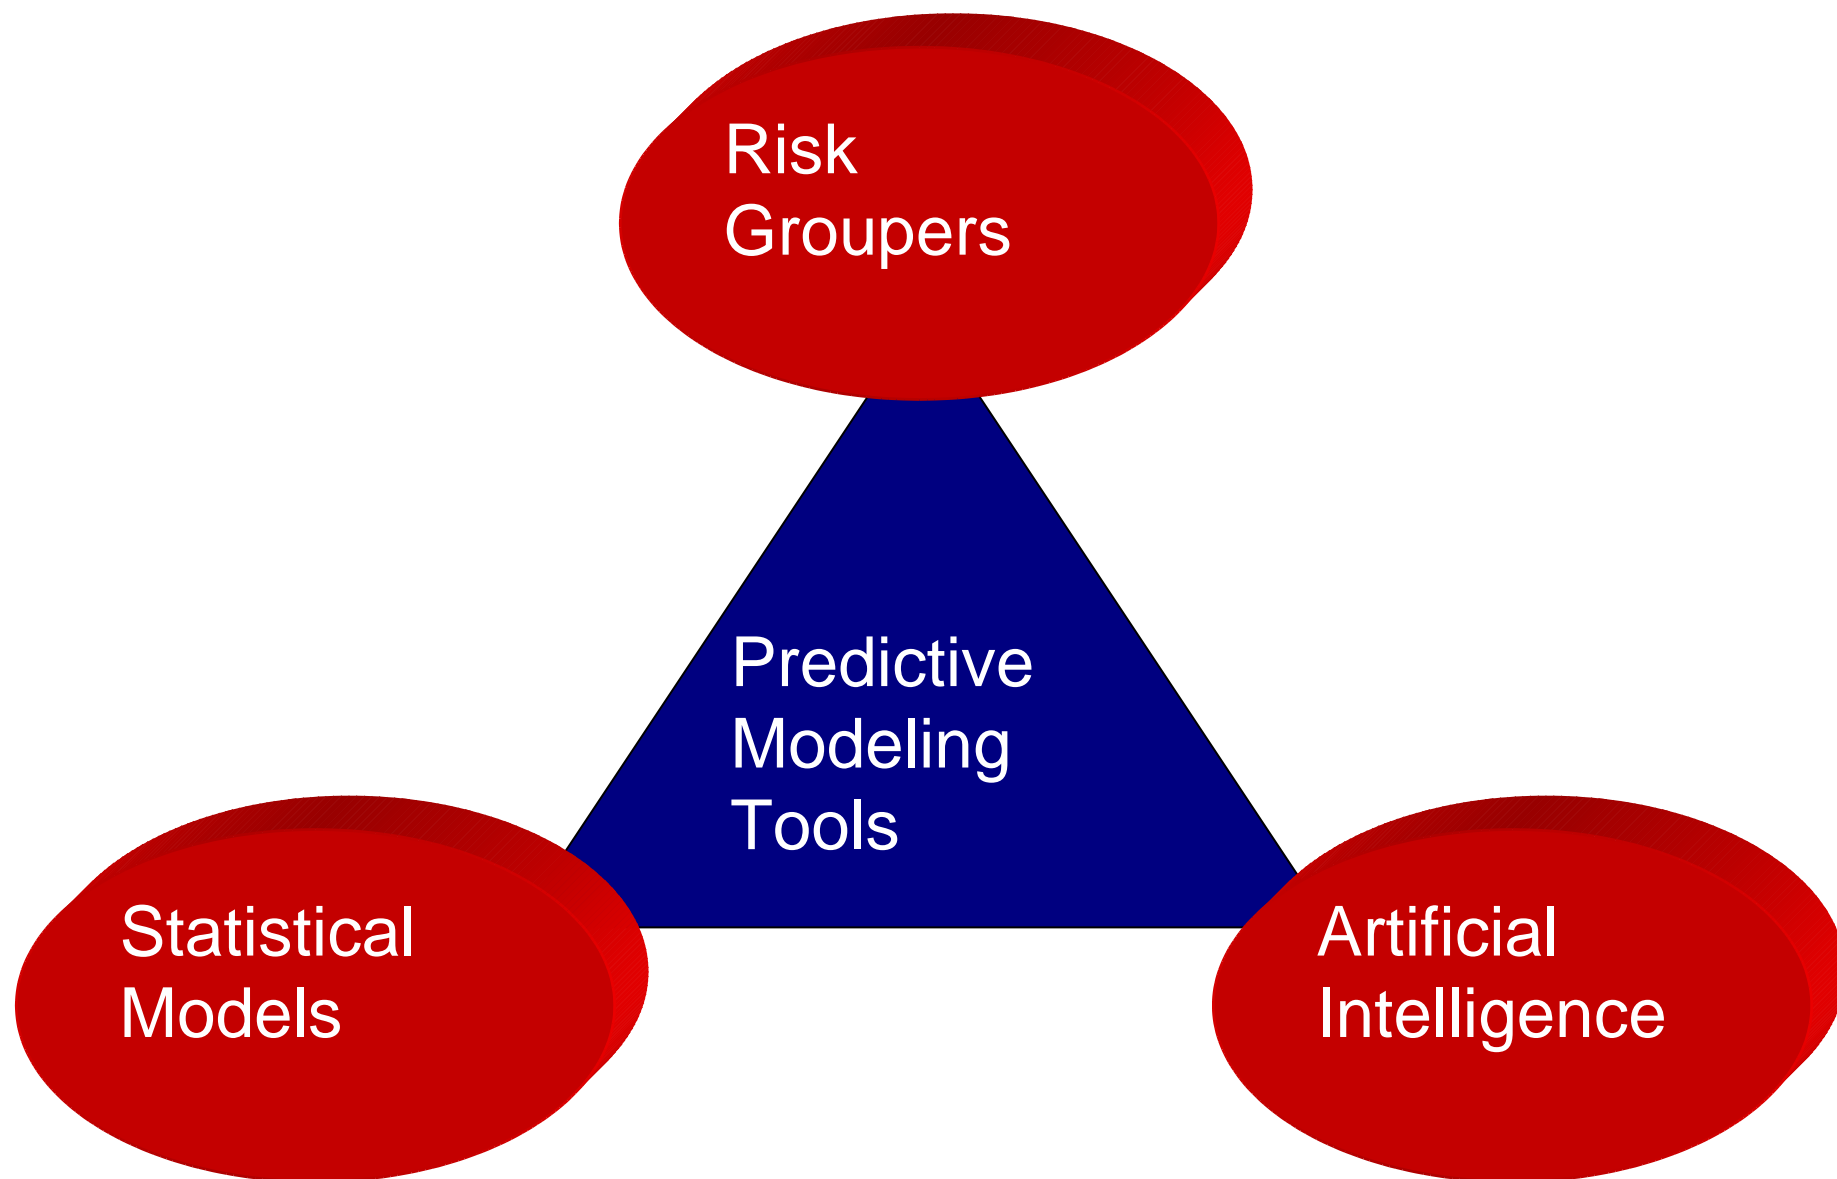 Risk
Groupers
Predictive
Modeling
Tools
Statistical
Models
Artificial
Intelligence